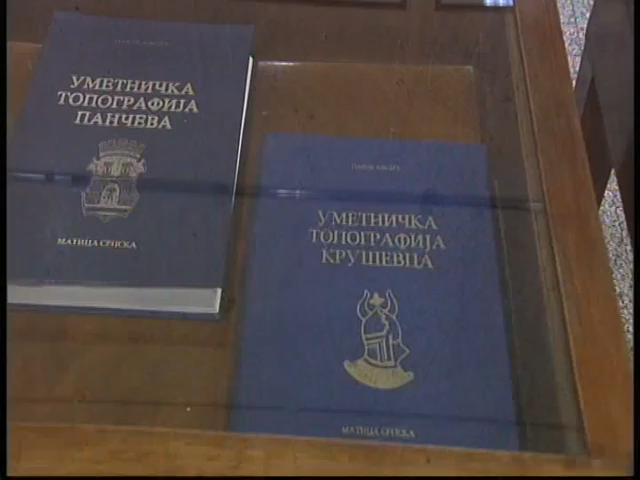 УМЕТНИЧКА
ТОПОГРАФИЈА
ПАНЧЕВА
МАТИЦА СРПСКА
УМЕТНИЧКА
ТОПОГРАФИЈА
КРУШЕВЦА
МАТИЦА СРПСКА